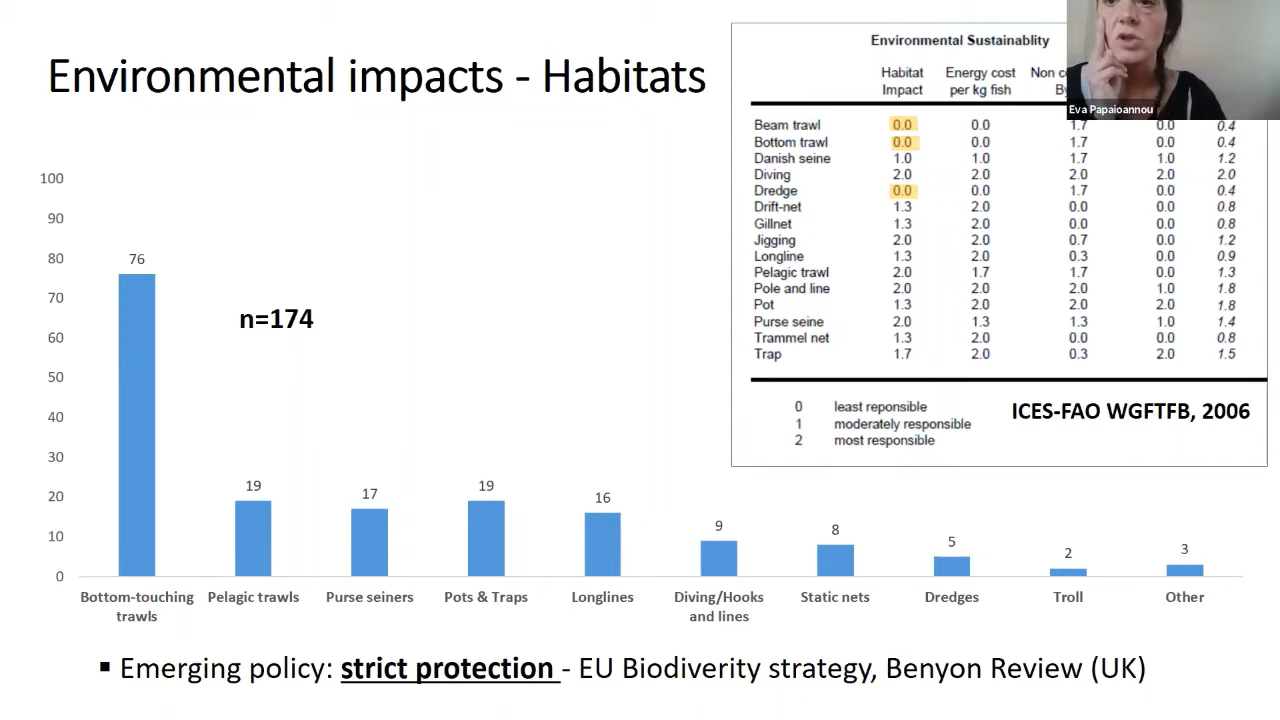 Environmental impacts - Habitats
Environmental Sustainablity
Habitat Energy cost Non
Impact per kg fish
Eva Papaioannou
Beam trawl 0.0 0.0 1.7 0.0 0.4
Bottom trawl 0.0 0.0 1.7 0.0 0.4
Danish seine 1.0 1.0 1.7 1.0 1.2
Diving 2.0 2.0 2.0 2.0 2.0
Dredge 0.0 0.0 1.7 0.0 0.4
Drift-net 1.3 2.0 0.0 0.0 0.8
Gillnet 1.3 2.0 0.0 0.0 0.8
Jigging 2.0 2.0 0.7 0.0 1.2
Longline 1.3 2.0 0.3 0.0 0.9
Pelagic trawl 2.0 1.7 1.7 0.0 1.3
Pole and line 2.0 2.0 2.0 1.0 1.8
Pot 1.3 2.0 2.0 2.0 1.8
Purse seine 2.0 1.3 1.3 1.0 1.4
Trammel net 1.3 2.0 0.0 0.0 0.8
Trap 1.7 2.0 0.3 2.0 1.5
0 least reponsible
1 moderately responsible
2 most responsible
ICES-FAO WGFTFB, 2006
100
90
80
70
60
50
40
30
20
10
0
n=174
76 19 17 19 16 9 8 5 2 3
Bottom-touching Pelagic trawls Purse seiners Pots & Traps Longlines Diving/Hooks Static nets Dredges Troll Other
trawls and lines
▪ Emerging policy: strict protection - EU Biodiverity strategy, Benyon Review (UK)